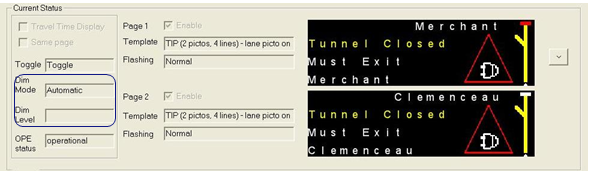 Current Status
Travel Time Display
Same page
Toggle Toggle
Dim Mode Automatic
Dim Level
OPE status operational
Page 1 Enable
Template TIP (2 pictos, 4 lines) - lane picto on
Flashing Normal
Page 2 Enable
Template TIP (2 pictos, 4 lines) - lane picto on
Flashing Normal
Merchant
Tunnel Closed
Must Exit
Merchant
Clemenceau
Tunnel Closed
Must Exit
Clemenceau